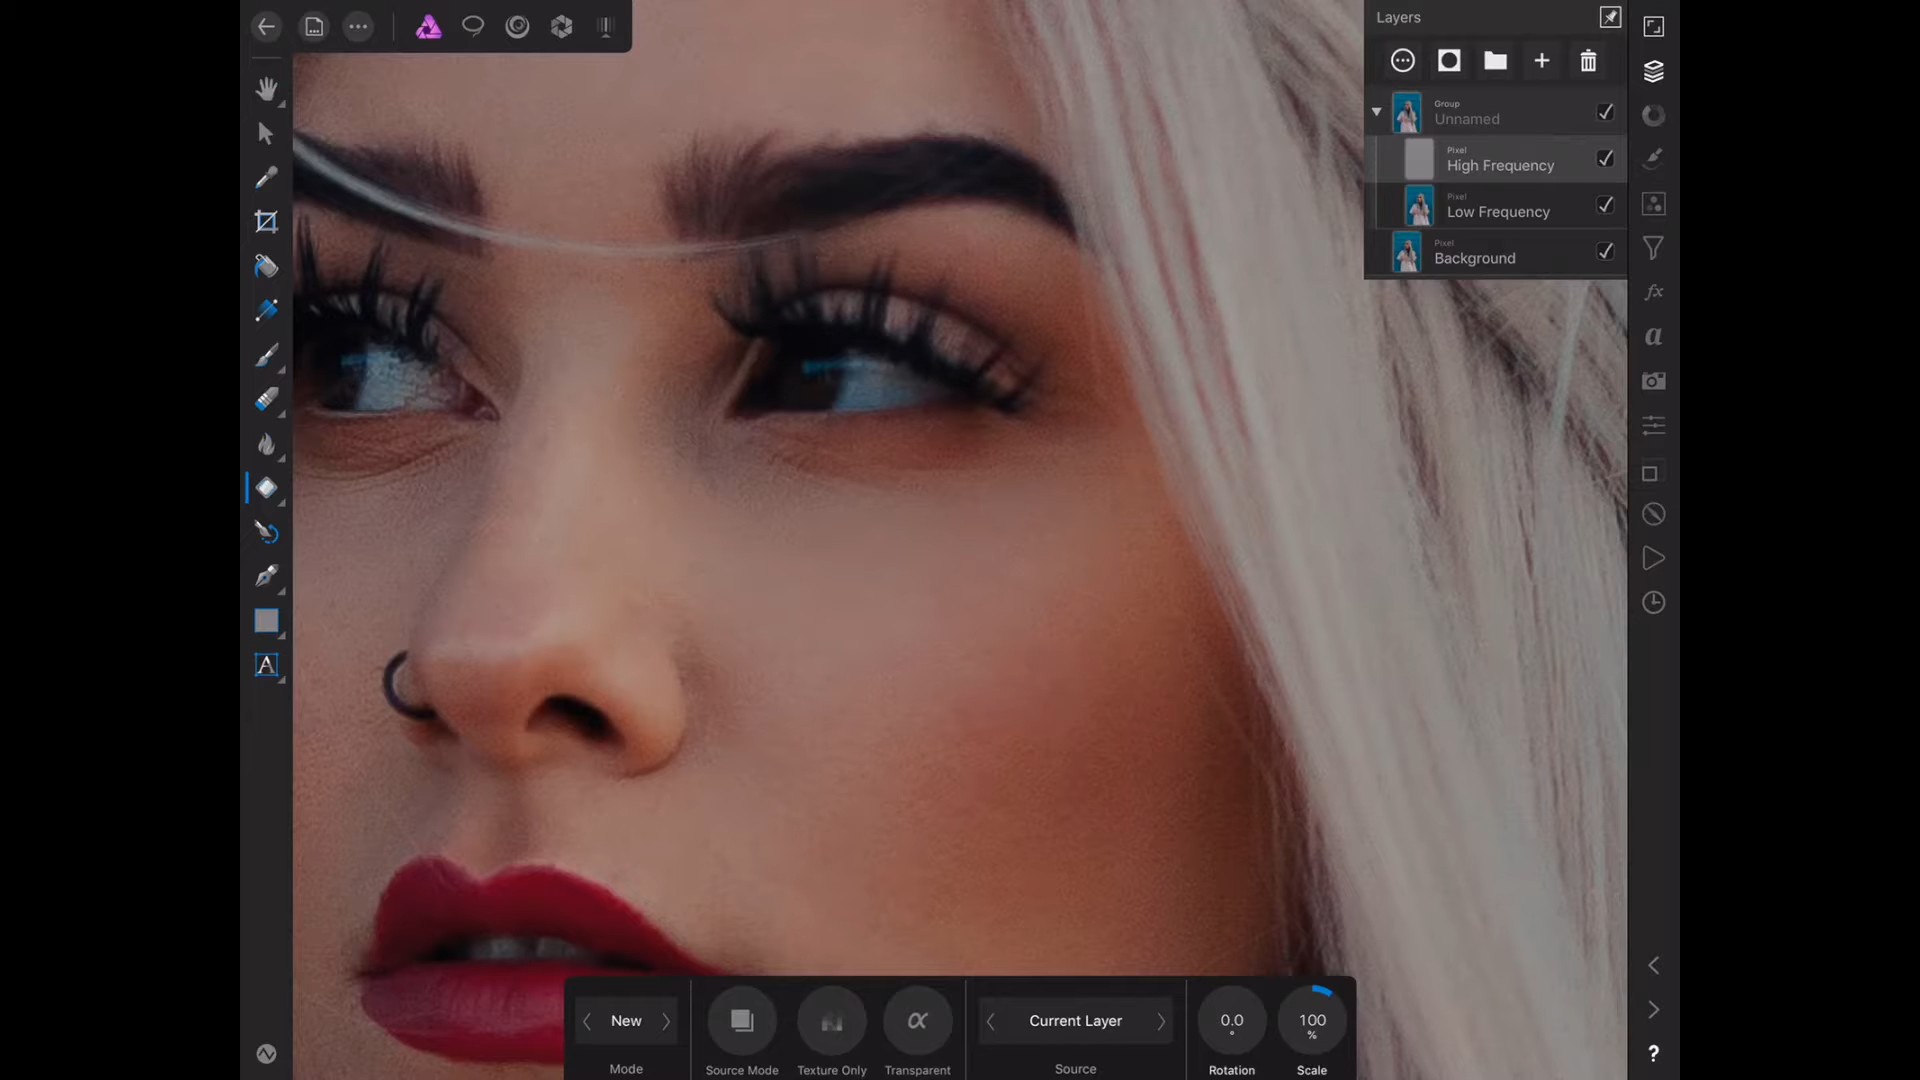 Layers
Group
Unnamed
Pixel
High Frequency
Pixel
Low Frequency
Pixel
Background
fx
a
A
New
Mode
Source Mode
Texture Only
α
Transparent
Current Layer
Source
0.0
°
Rotation
100
%
Scale
?